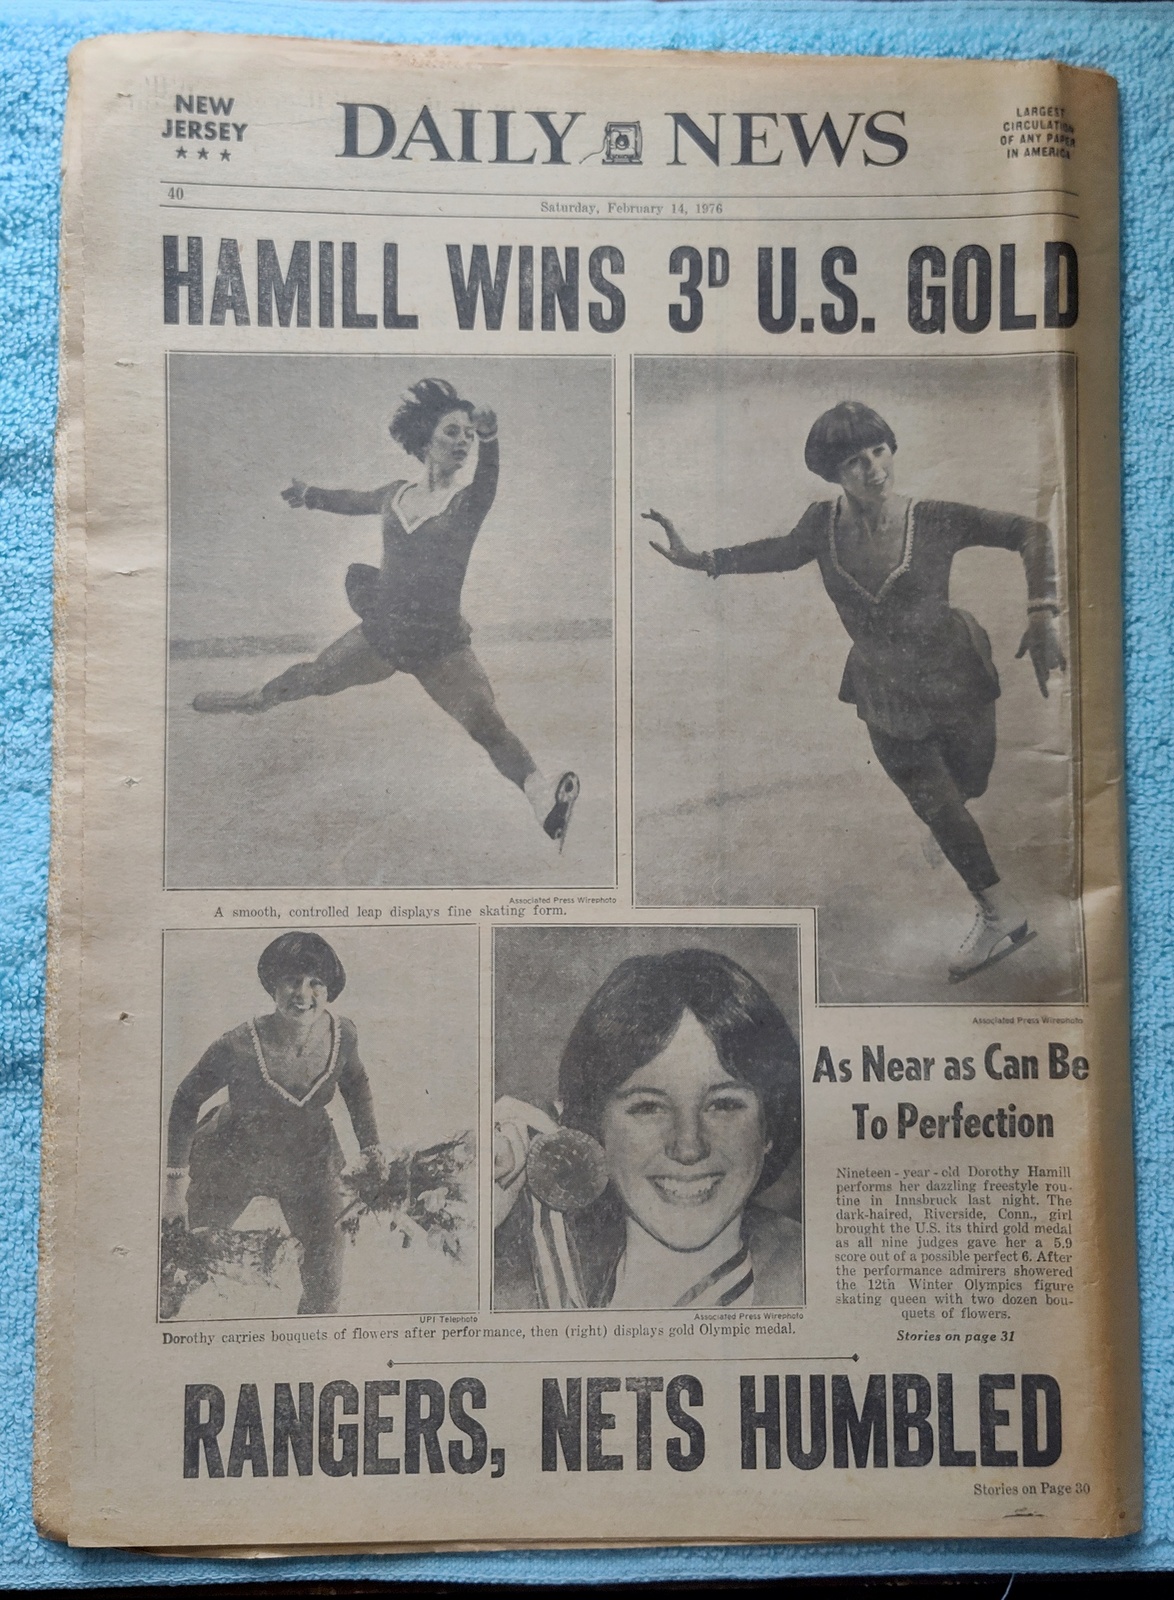 NEW
JERSEY
★ ★ ★
DAILY NEWS
LARGEST
CIRCULATION
OF ANY PAPER
IN AMERICA
40
Saturday, February 14, 1976
HAMILL WINS 3D U.S. GOLD
Associated Press Wirephoto
A smooth, controlled leap displays fine skating form.
Associated Press Wirephoto
As Near as Can Be
To Perfection
Nineteen - year - old Dorothy Hamill
performs her dazzling freestyle rou-
tine in Innsbruck last night. The
dark-haired, Riverside, Conn., girl
brought the U.S. its third gold medal
as all nine judges gave her a 5.9
score out of a possible perfect 6. After
the performance admirers showered
the 12th Winter Olympics figure
skating queen with two dozen bou-
quets of flowers.
Stories on page 31
UPI Telephoto
Associated Press Wirephoto
Dorothy carries bouquets of flowers after performance, then (right) displays gold Olympic medal.
RANGERS, NETS HUMBLED
Stories on Page 30